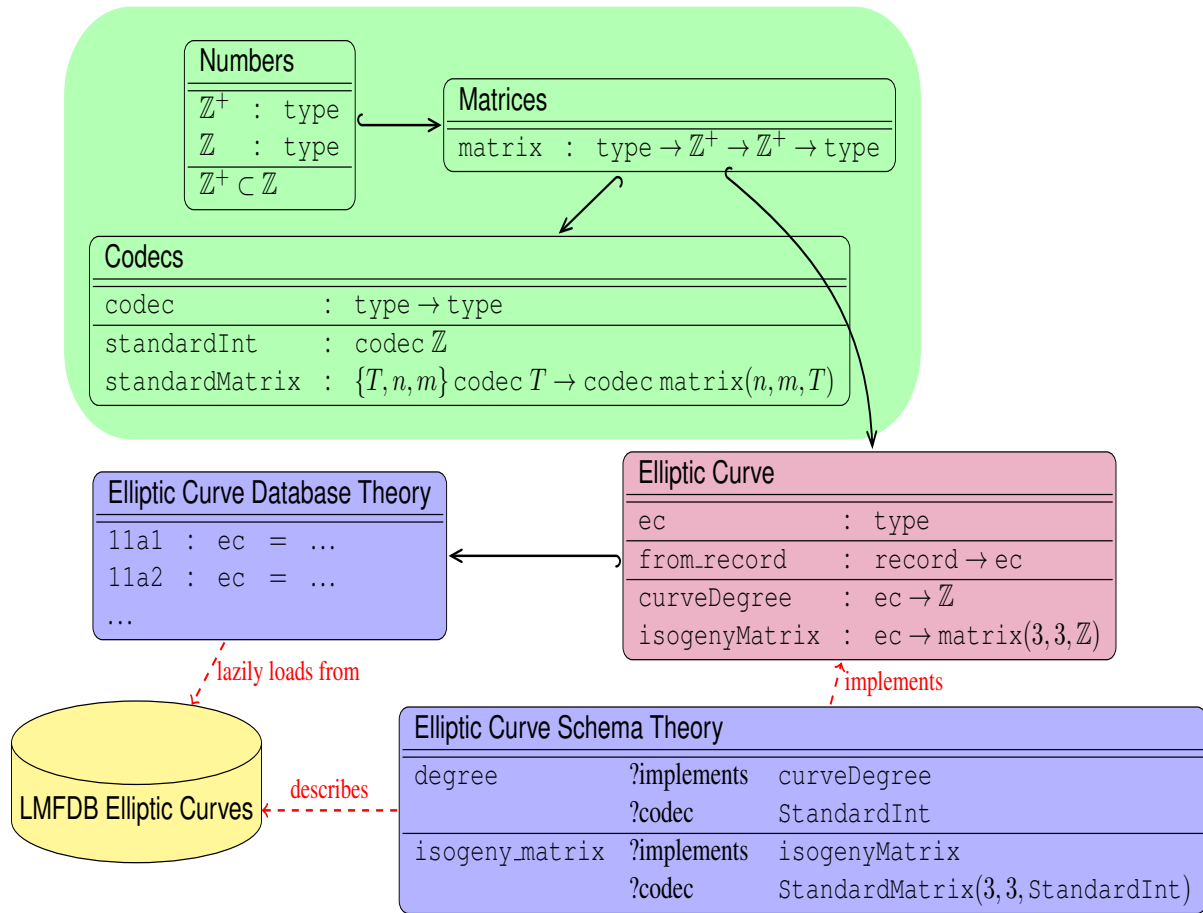 Numbers
ℤ⁺ : type
ℤ : type
ℤ⁺ ⊂ ℤ
Matrices
matrix : type → ℤ⁺ → ℤ⁺ → type
Codecs
codec : type → type
standardInt : codec ℤ
standardMatrix : {T, n, m} codec T → codec matrix(n, m, T)
Elliptic Curve Database Theory
11a1 : ec = ...
11a2 : ec = ...
...
Elliptic Curve
ec : type
from_record : record → ec
curveDegree : ec → ℤ
isogenyMatrix : ec → matrix(3, 3, ℤ)
lazily loads from
implements
LMFDB Elliptic Curves
describes
Elliptic Curve Schema Theory
degree ?implements curveDegree
?codec StandardInt
isogeny_matrix ?implements isogenyMatrix
?codec StandardMatrix(3, 3, StandardInt)